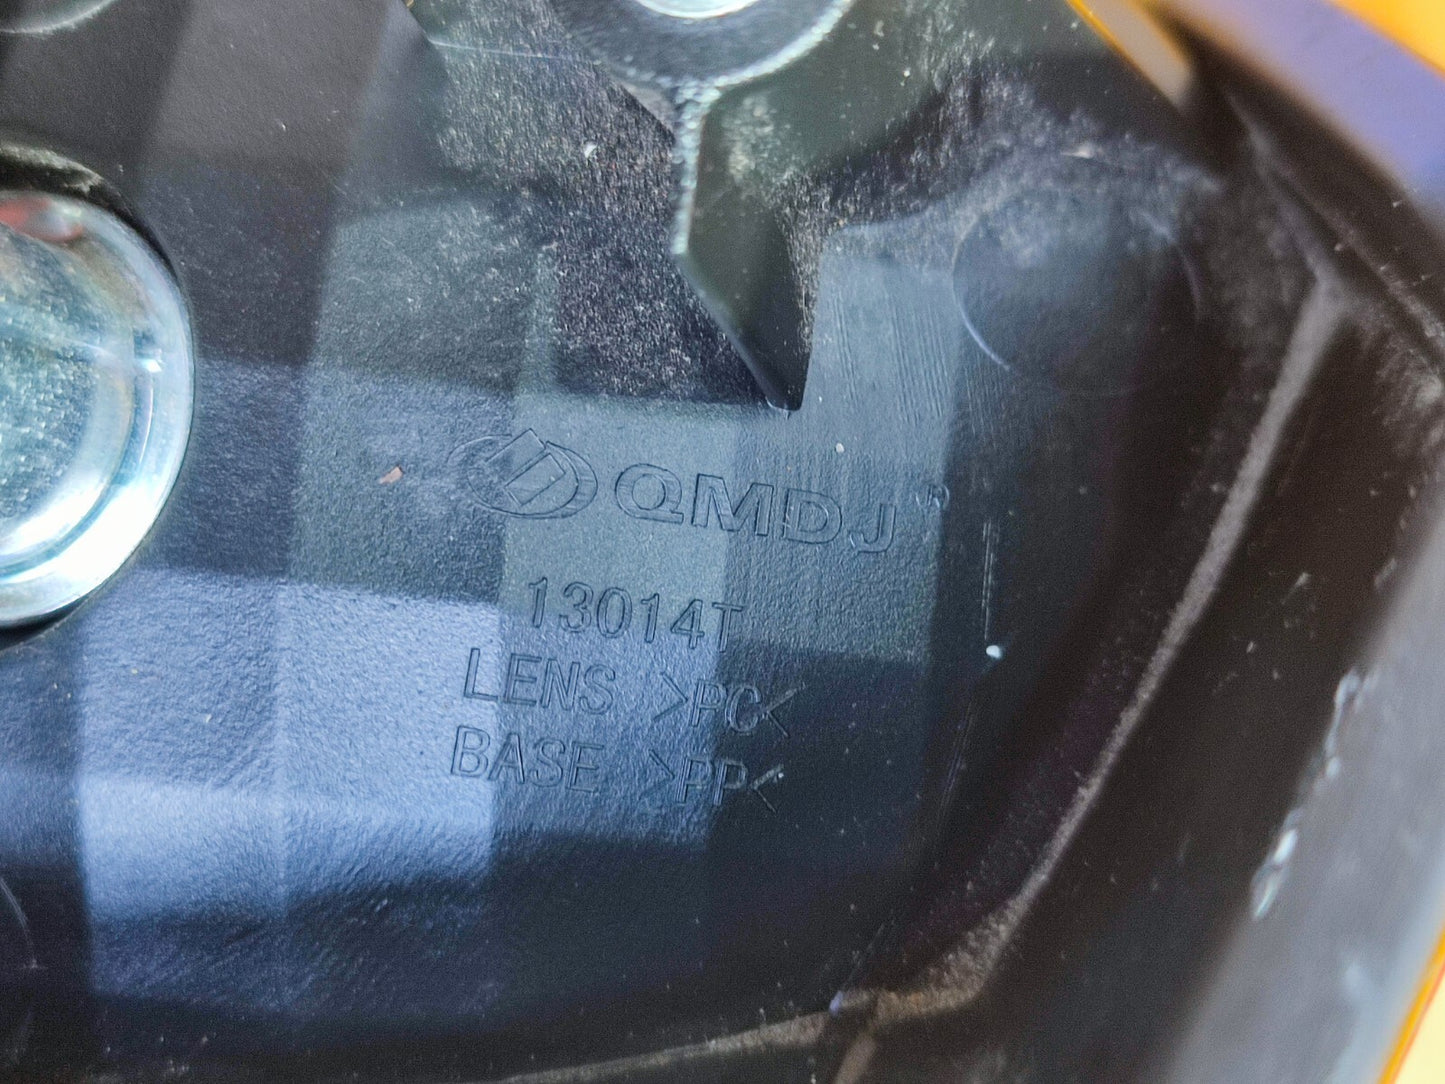 QMDJ®
13014T
LENS >PC<
BASE >PP<